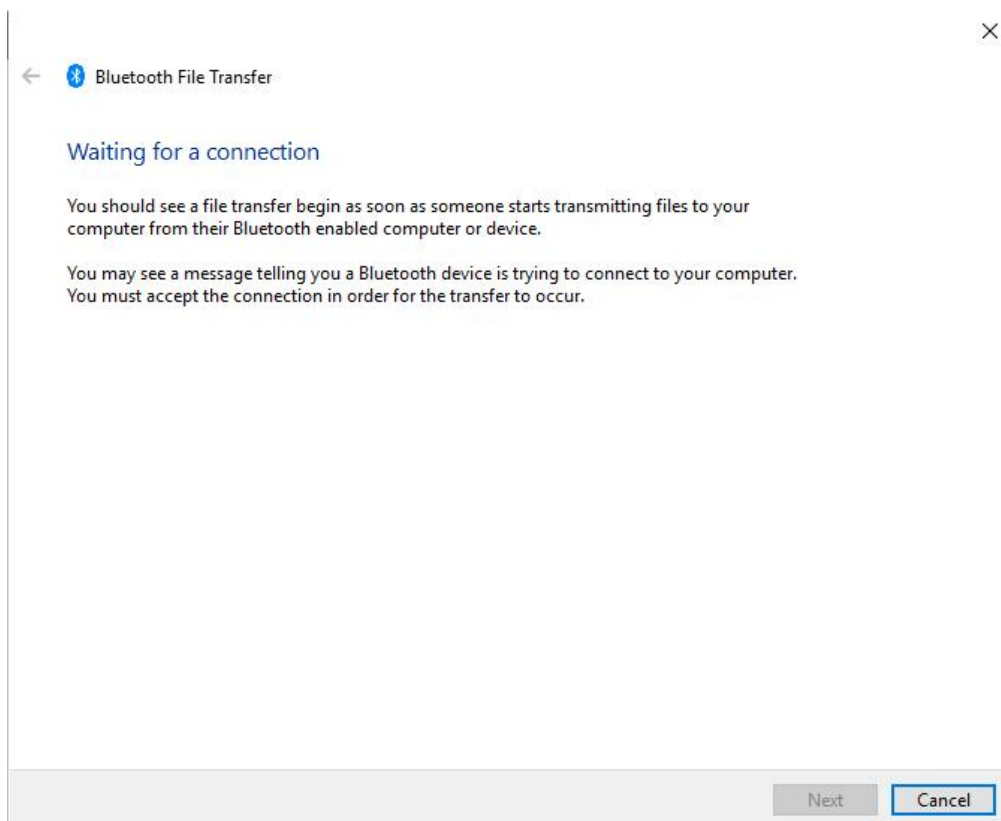 Bluetooth File Transfer
Waiting for a connection
You should see a file transfer begin as soon as someone starts transmitting files to your
computer from their Bluetooth enabled computer or device.
You may see a message telling you a Bluetooth device is trying to connect to your computer.
You must accept the connection in order for the transfer to occur.
Next
Cancel